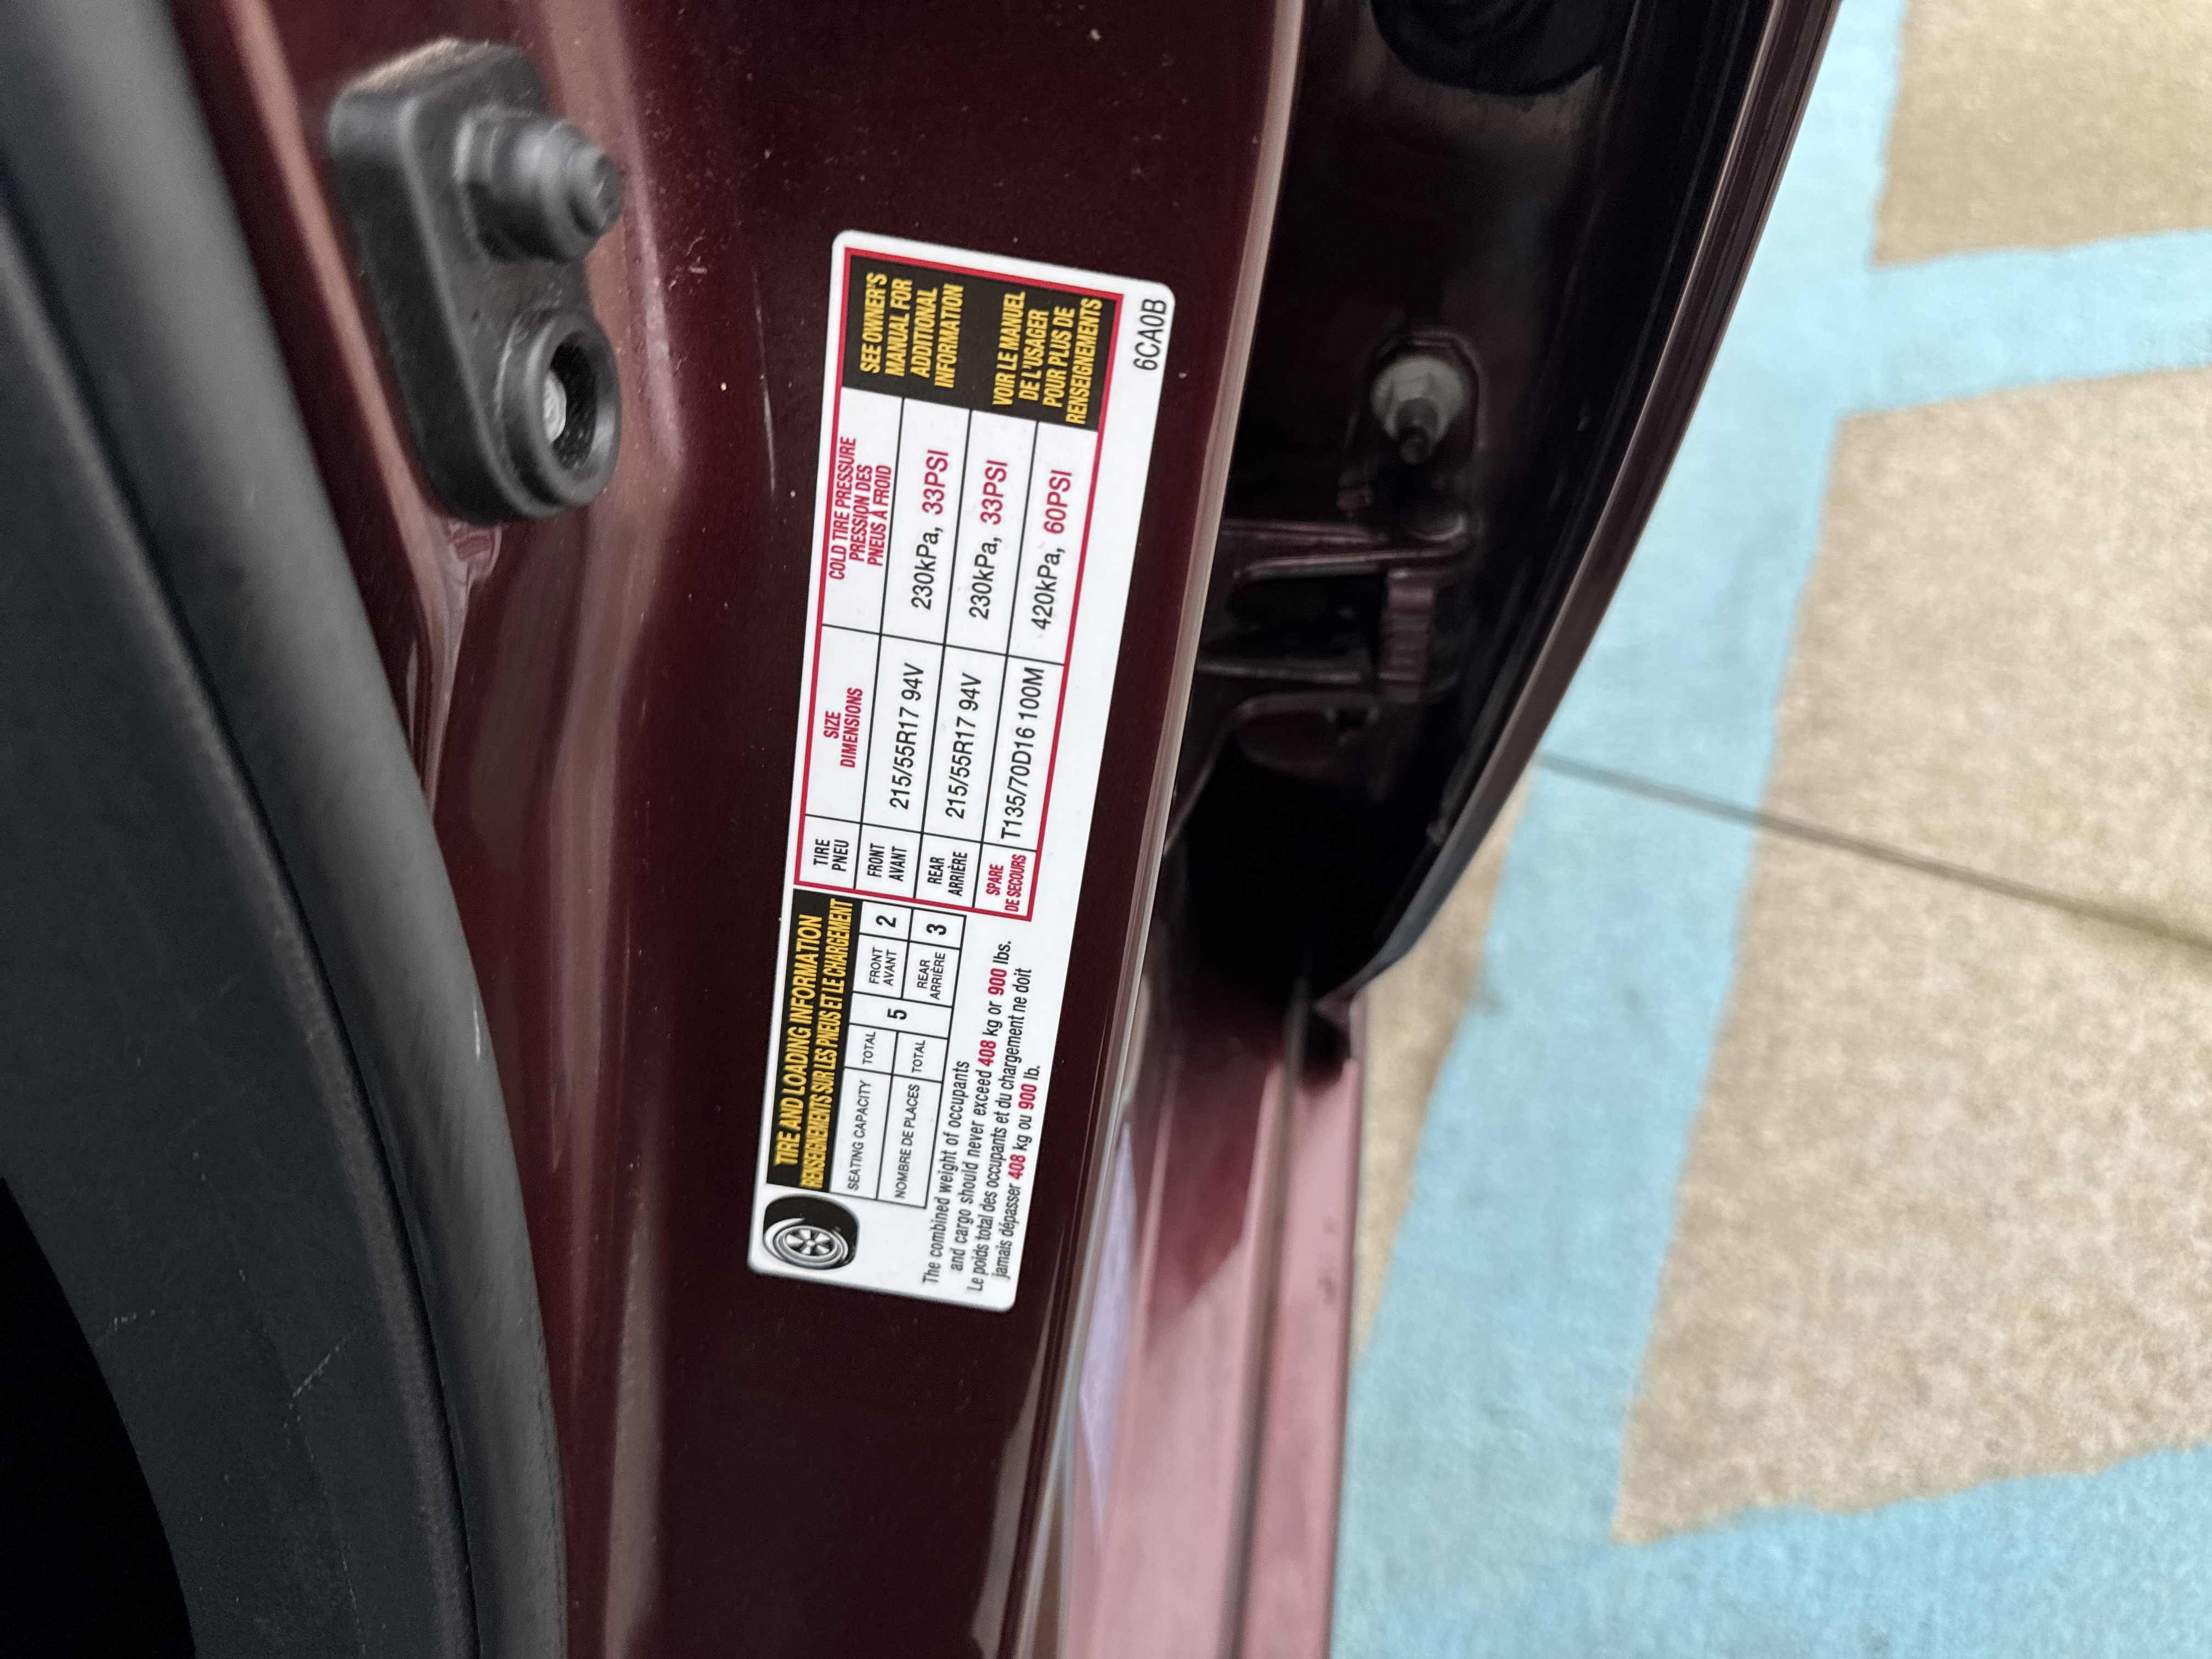 TIRE AND LOADING INFORMATION
RENSEIGNEMENTS SUR LES PNEUS ET LE CHARGEMENT
SEATING CAPACITY TOTAL 5 FRONT AVANT 2
NOMBRE DE PLACES TOTAL REAR ARRIÈRE 3
The combined weight of occupants
and cargo should never exceed 408 kg or 900 lbs.
Le poids total des occupants et du chargement ne doit
jamais dépasser 408 kg ou 900 lb.
TIRE PNEU SIZE DIMENSIONS COLD TIRE PRESSURE PRESSION DES PNEUS À FROID
FRONT AVANT 215/55R17 94V 230kPa, 33PSI
REAR ARRIÈRE 215/55R17 94V 230kPa, 33PSI
SPARE DE SECOURS T135/70D16 100M 420kPa, 60PSI
SEE OWNER'S
MANUAL FOR
ADDITIONAL
INFORMATION
VOIR LE MANUEL
DE L'USAGER
POUR PLUS DE
RENSEIGNEMENTS
6CA0B